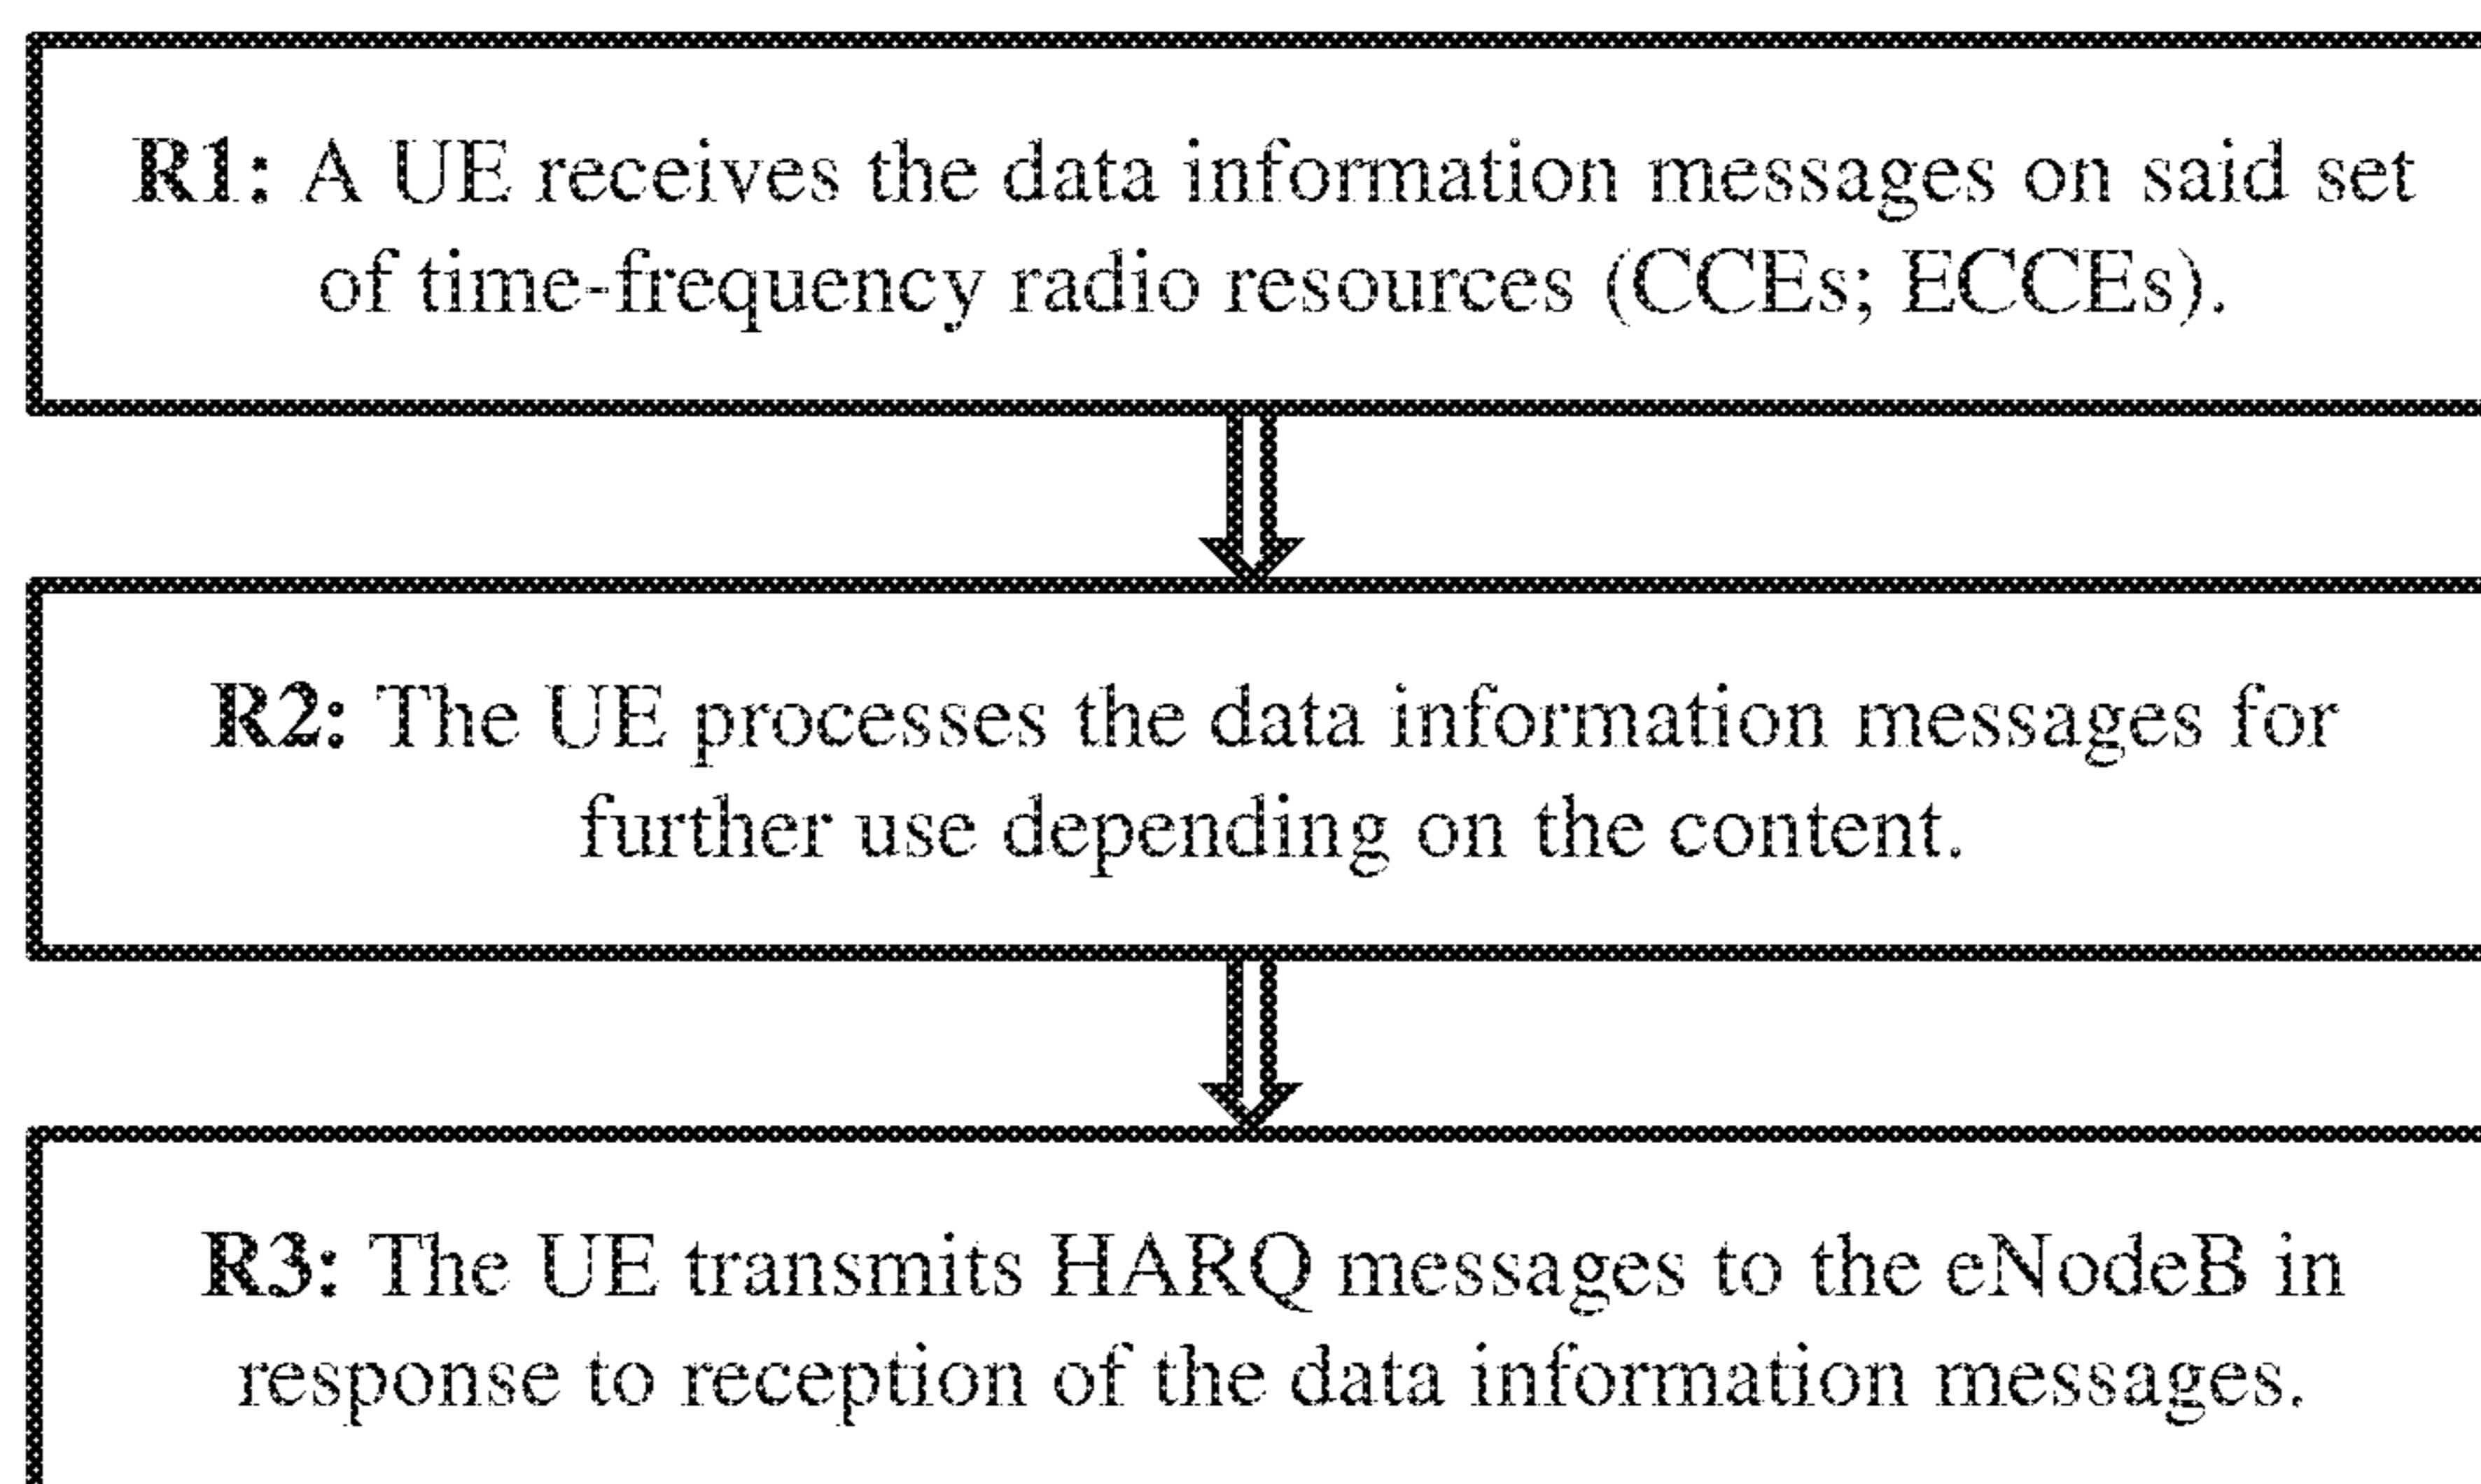 R1: A UE receives the data information messages on said set
of time-frequency radio resources (CCEs; ECCEs).
R2: The UE processes the data information messages for
further use depending on the content.
R3: The UE transmits HARQ messages to the eNodeB in
response to reception of the data information messages.